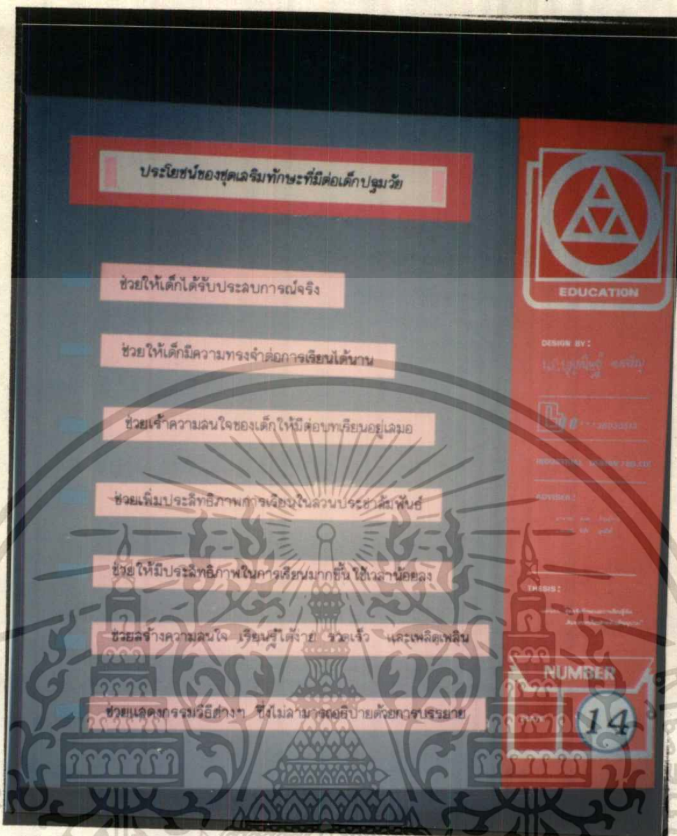 ประโยชน์ของชุดเสริมทักษะที่มีต่อเด็กปฐมวัย
ช่วยให้เด็กได้รับประสบการณ์จริง
ช่วยให้เด็กมีความทรงจำต่อการเรียนได้นาน
ช่วยเร้าความสนใจของเด็กให้มีต่อบทเรียนอยู่เสมอ
ช่วยเพิ่มประสิทธิภาพการเรียนในส่วนประชาสัมพันธ์
ช่วยให้มีประสิทธิภาพในการเรียนมากขึ้น ใช้เวลาน้อยลง
ช่วยสร้างความสนใจ เรียนรู้ได้ง่าย รวดเร็ว และเพลิดเพลิน
ช่วยแสดงกรรมวิธีต่างๆ ซึ่งไม่สามารถอธิบายด้วยการบรรยาย
EDUCATION
DESIGN BY:
ADVISER:
THESIS:
NUMBER
14